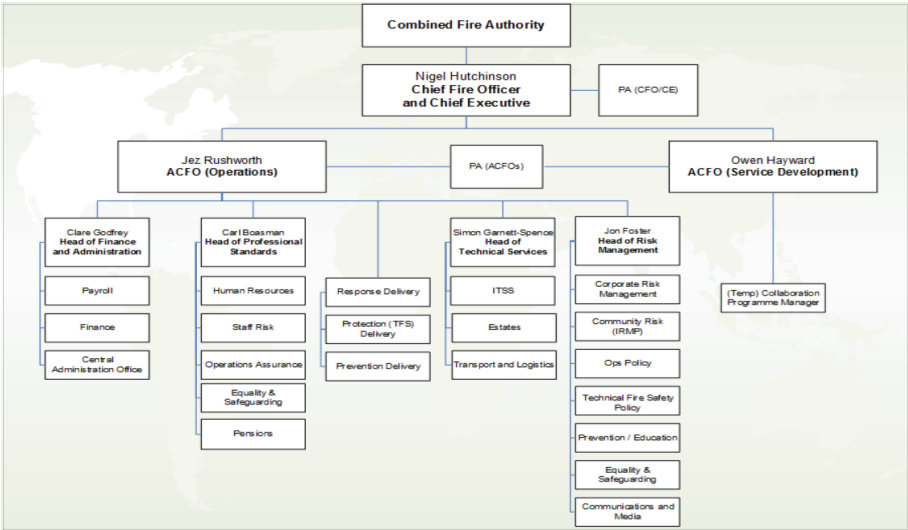 Combined Fire Authority
Nigel Hutchinson
Chief Fire Officer
and Chief Executive
PA (CFO/CE)
Jez Rushworth
ACFO (Operations)
PA (ACFOs)
Owen Hayward
ACFO (Service Development)
Clare Godfrey
Head of Finance
and Administration
Payroll
Finance
Central
Administration Office
Carl Boasman
Head of Professional
Standards
Human Resources
Staff Risk
Operations Assurance
Equality &
Safeguarding
Pensions
Response Delivery
Protection (TFS)
Delivery
Prevention Delivery
Simon Garnett-Spence
Head of
Technical Services
ITSS
Estates
Transport and Logistics
Jon Foster
Head of Risk
Management
Corporate Risk
Management
Community Risk
(IRMP)
Ops Policy
Technical Fire Safety
Policy
Prevention / Education
Equality &
Safeguarding
Communications and
Media
(Temp) Collaboration
Programme Manager